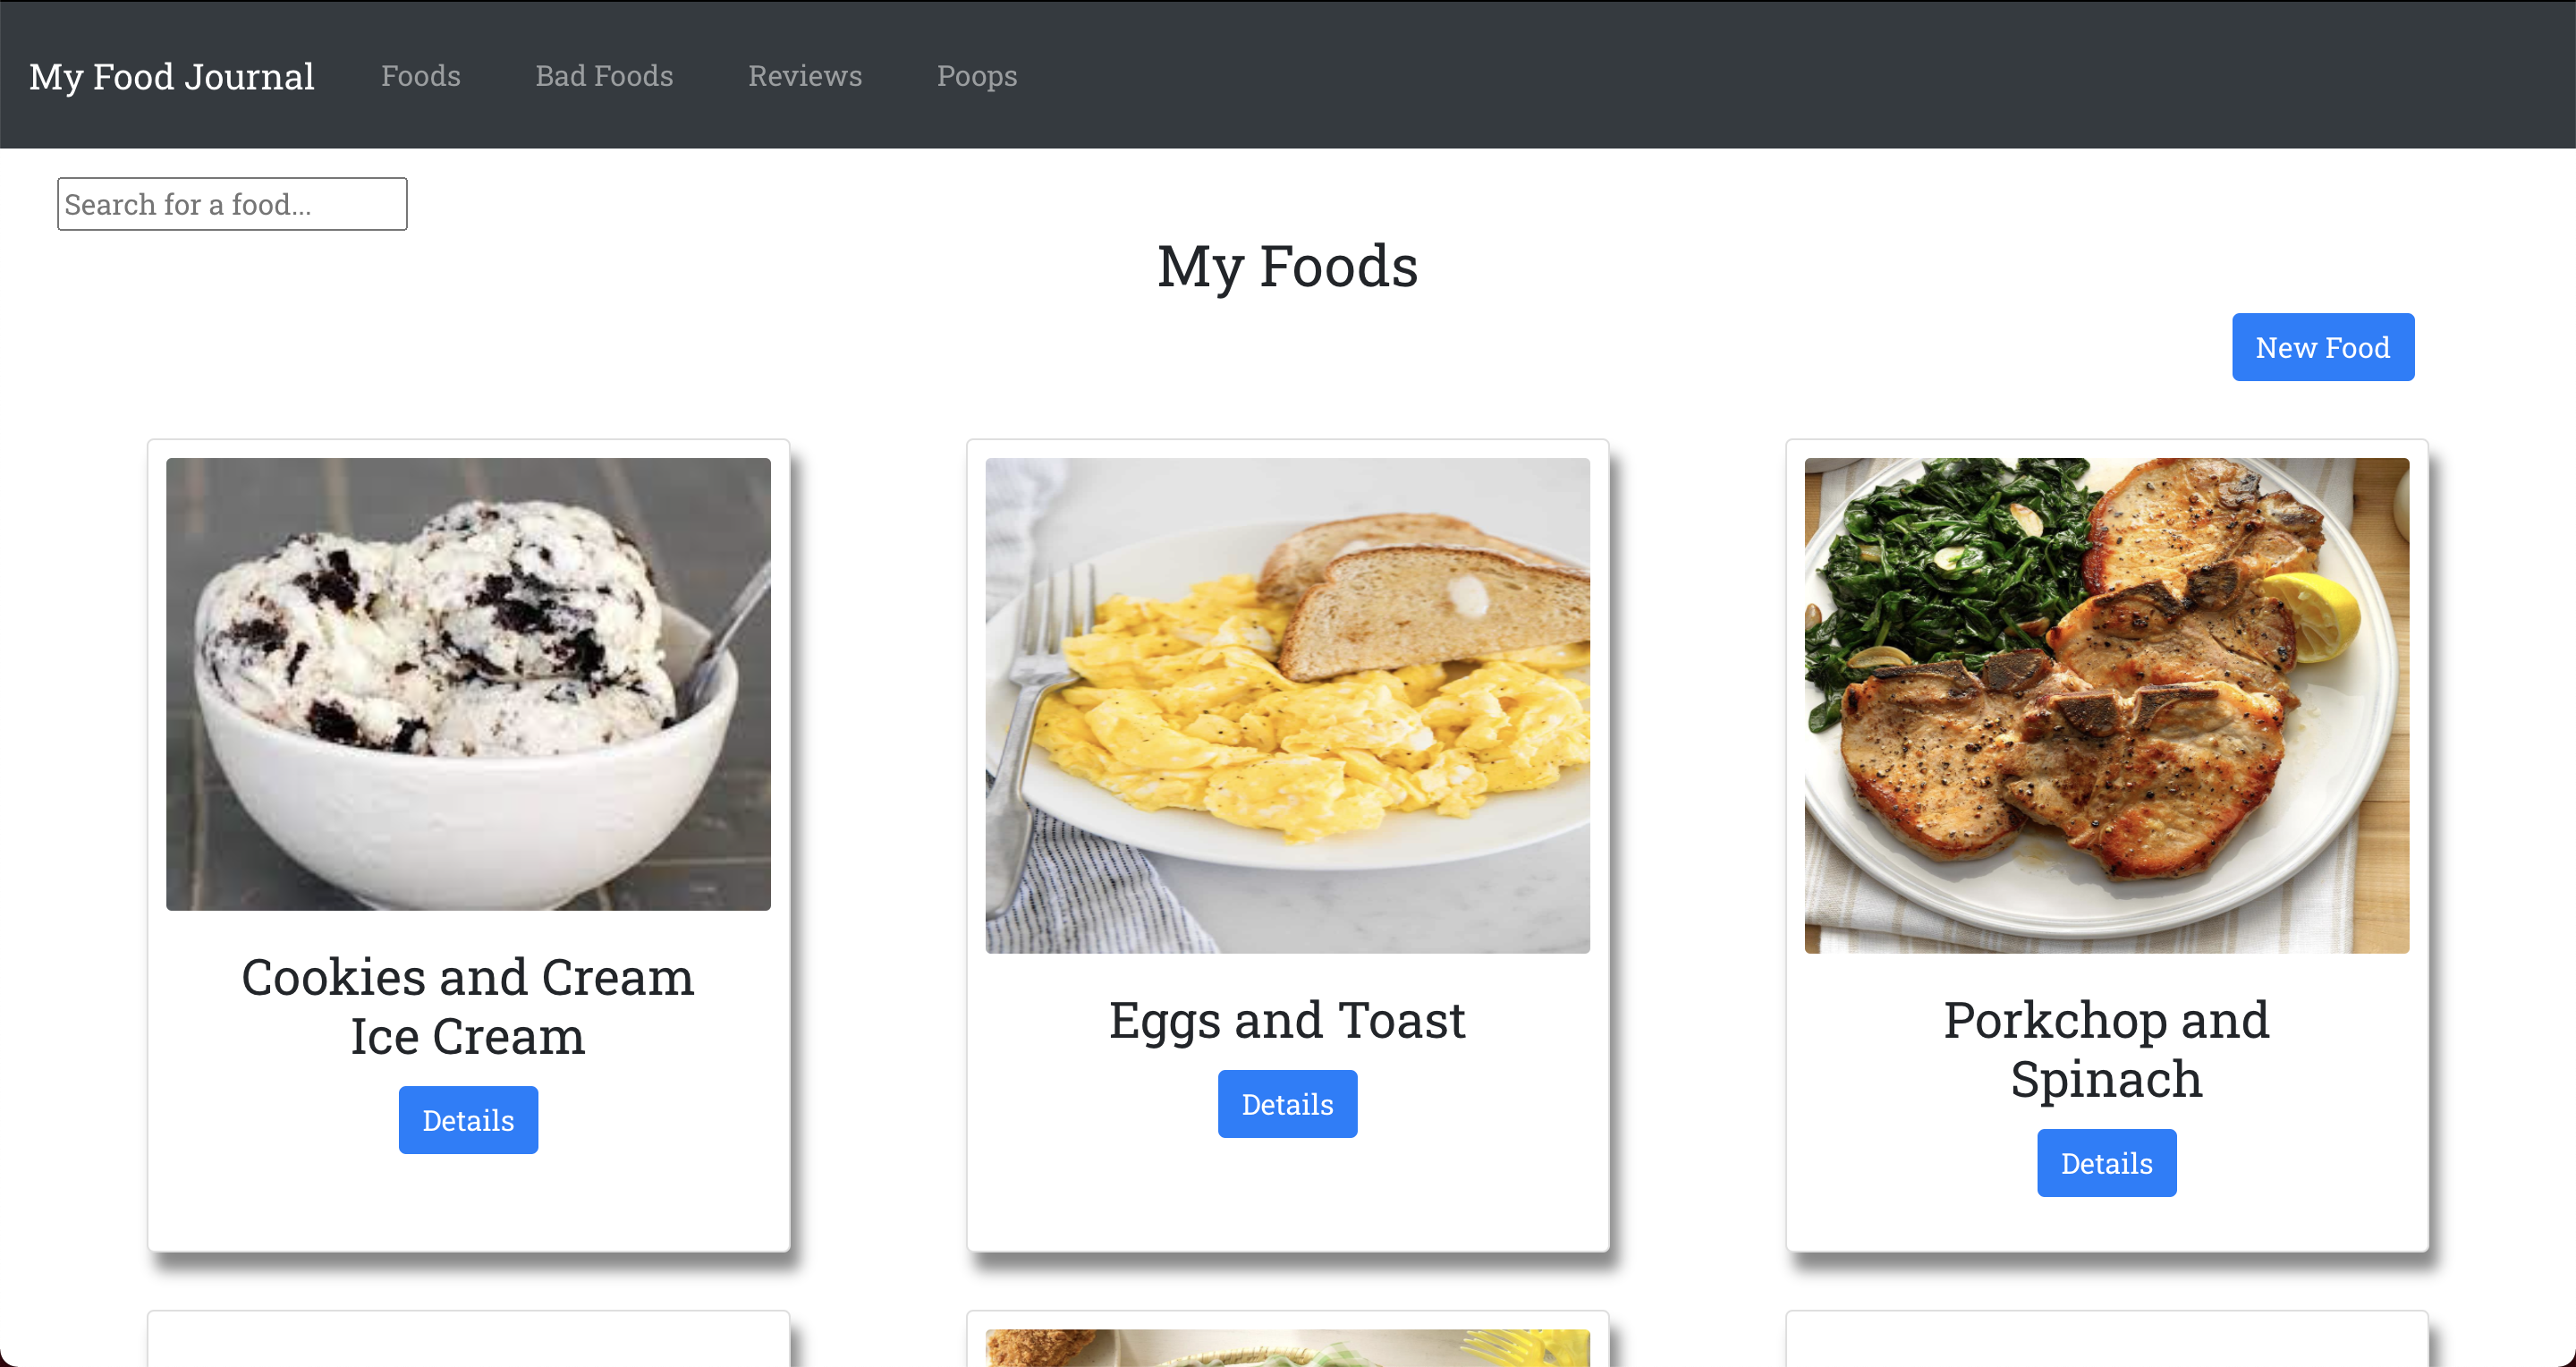 My Food Journal Foods Bad Foods Reviews Poops
Search for a food...
My Foods
New Food
Cookies and Cream
Ice Cream
Details
Eggs and Toast
Details
Porkchop and
Spinach
Details